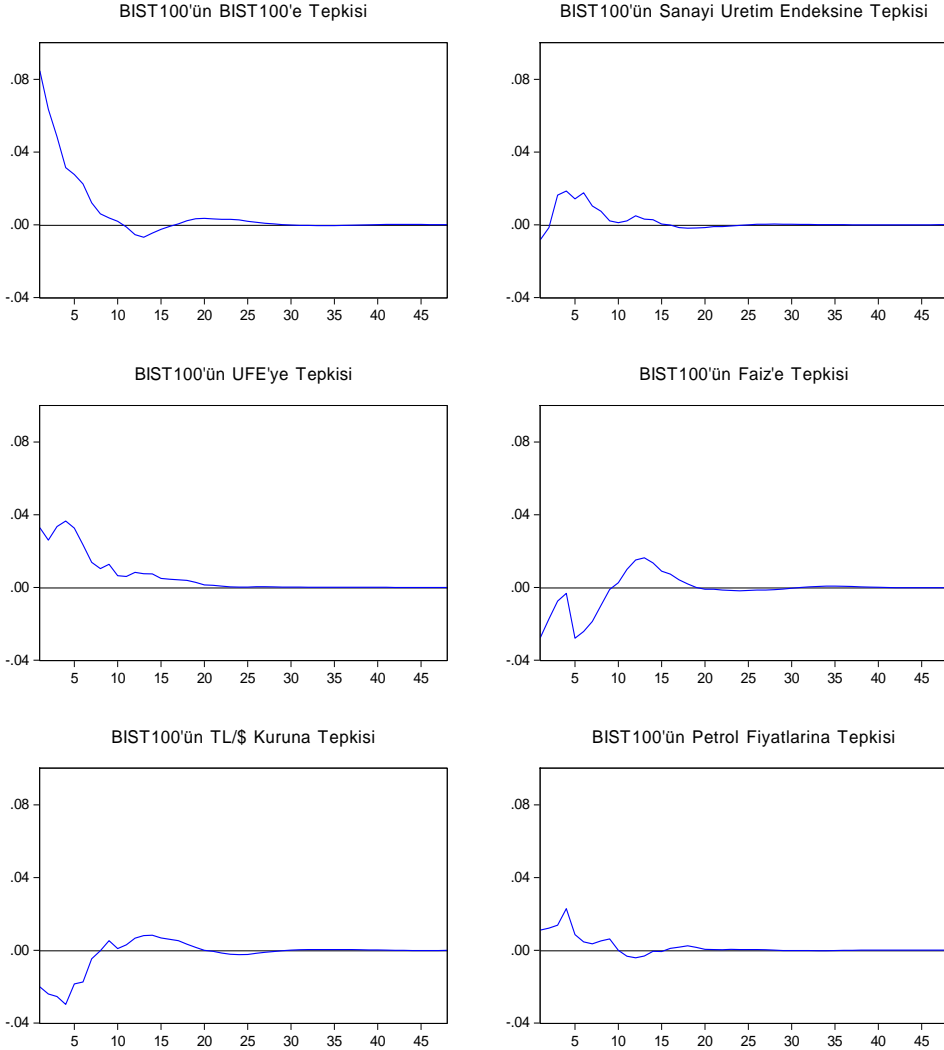 BIST100'ün BIST100'e Tepkisi
.08
.04
.00
-.04
5 10 15 20 25 30 35 40 45
BIST100'ün Sanayi Uretim Endeksine Tepkisi
.08
.04
.00
-.04
5 10 15 20 25 30 35 40 45
BIST100'ün UFE'ye Tepkisi
.08
.04
.00
-.04
5 10 15 20 25 30 35 40 45
BIST100'ün Faiz'e Tepkisi
.08
.04
.00
-.04
5 10 15 20 25 30 35 40 45
BIST100'ün TL/$ Kuruna Tepkisi
.08
.04
.00
-.04
5 10 15 20 25 30 35 40 45
BIST100'ün Petrol Fiyatlarina Tepkisi
.08
.04
.00
-.04
5 10 15 20 25 30 35 40 45